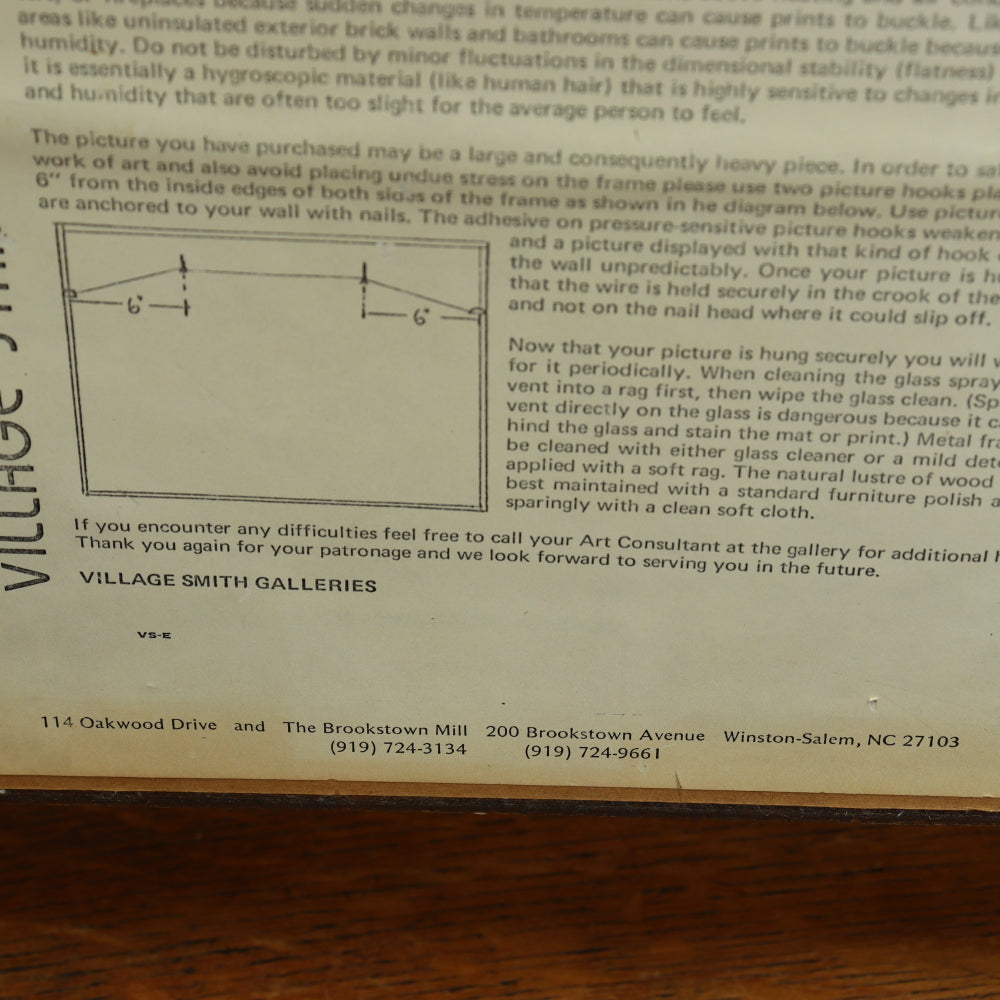 or fireplaces because sudden changes in temperature can cause prints to buckle.
areas like uninsulated exterior brick walls and bathrooms can cause prints to buckle
humidity. Do not be disturbed by minor fluctuations in the dimensional stability (flatness)
it is essentially a hygroscopic material (like human hair) that is highly sensitive to changes
and humidity that are often too slight for the average person to feel.
The picture you have purchased may be a large and consequently heavy piece. In order to
work of art and also avoid placing undue stress on the frame please use two picture hooks
6" from the inside edges of both sides of the frame as shown in he diagram below. Use
are anchored to your wall with nails. The adhesive on pressure-sensitive picture hooks weaken
and a picture displayed with that kind of hook
the wall unpredictably. Once your picture is
that the wire is held securely in the crook of the
and not on the nail head where it could slip off.
6"
6"
Now that your picture is hung securely you will
for it periodically. When cleaning the glass spray
vent into a rag first, then wipe the glass clean. (Sp
vent directly on the glass is dangerous because it
hind the glass and stain the mat or print.) Metal
be cleaned with either glass cleaner or a mild
applied with a soft rag. The natural lustre of wood
best maintained with a standard furniture polish
sparingly with a clean soft cloth.
If you encounter any difficulties feel free to call your Art Consultant at the gallery for additional
Thank you again for your patronage and we look forward to serving you in the future.
VILLAGE SMITH GALLERIES
VS-E
114 Oakwood Drive and The Brookstown Mill 200 Brookstown Avenue Winston-Salem, NC 27103
(919) 724-3134 (919) 724-9661
VILLAGE